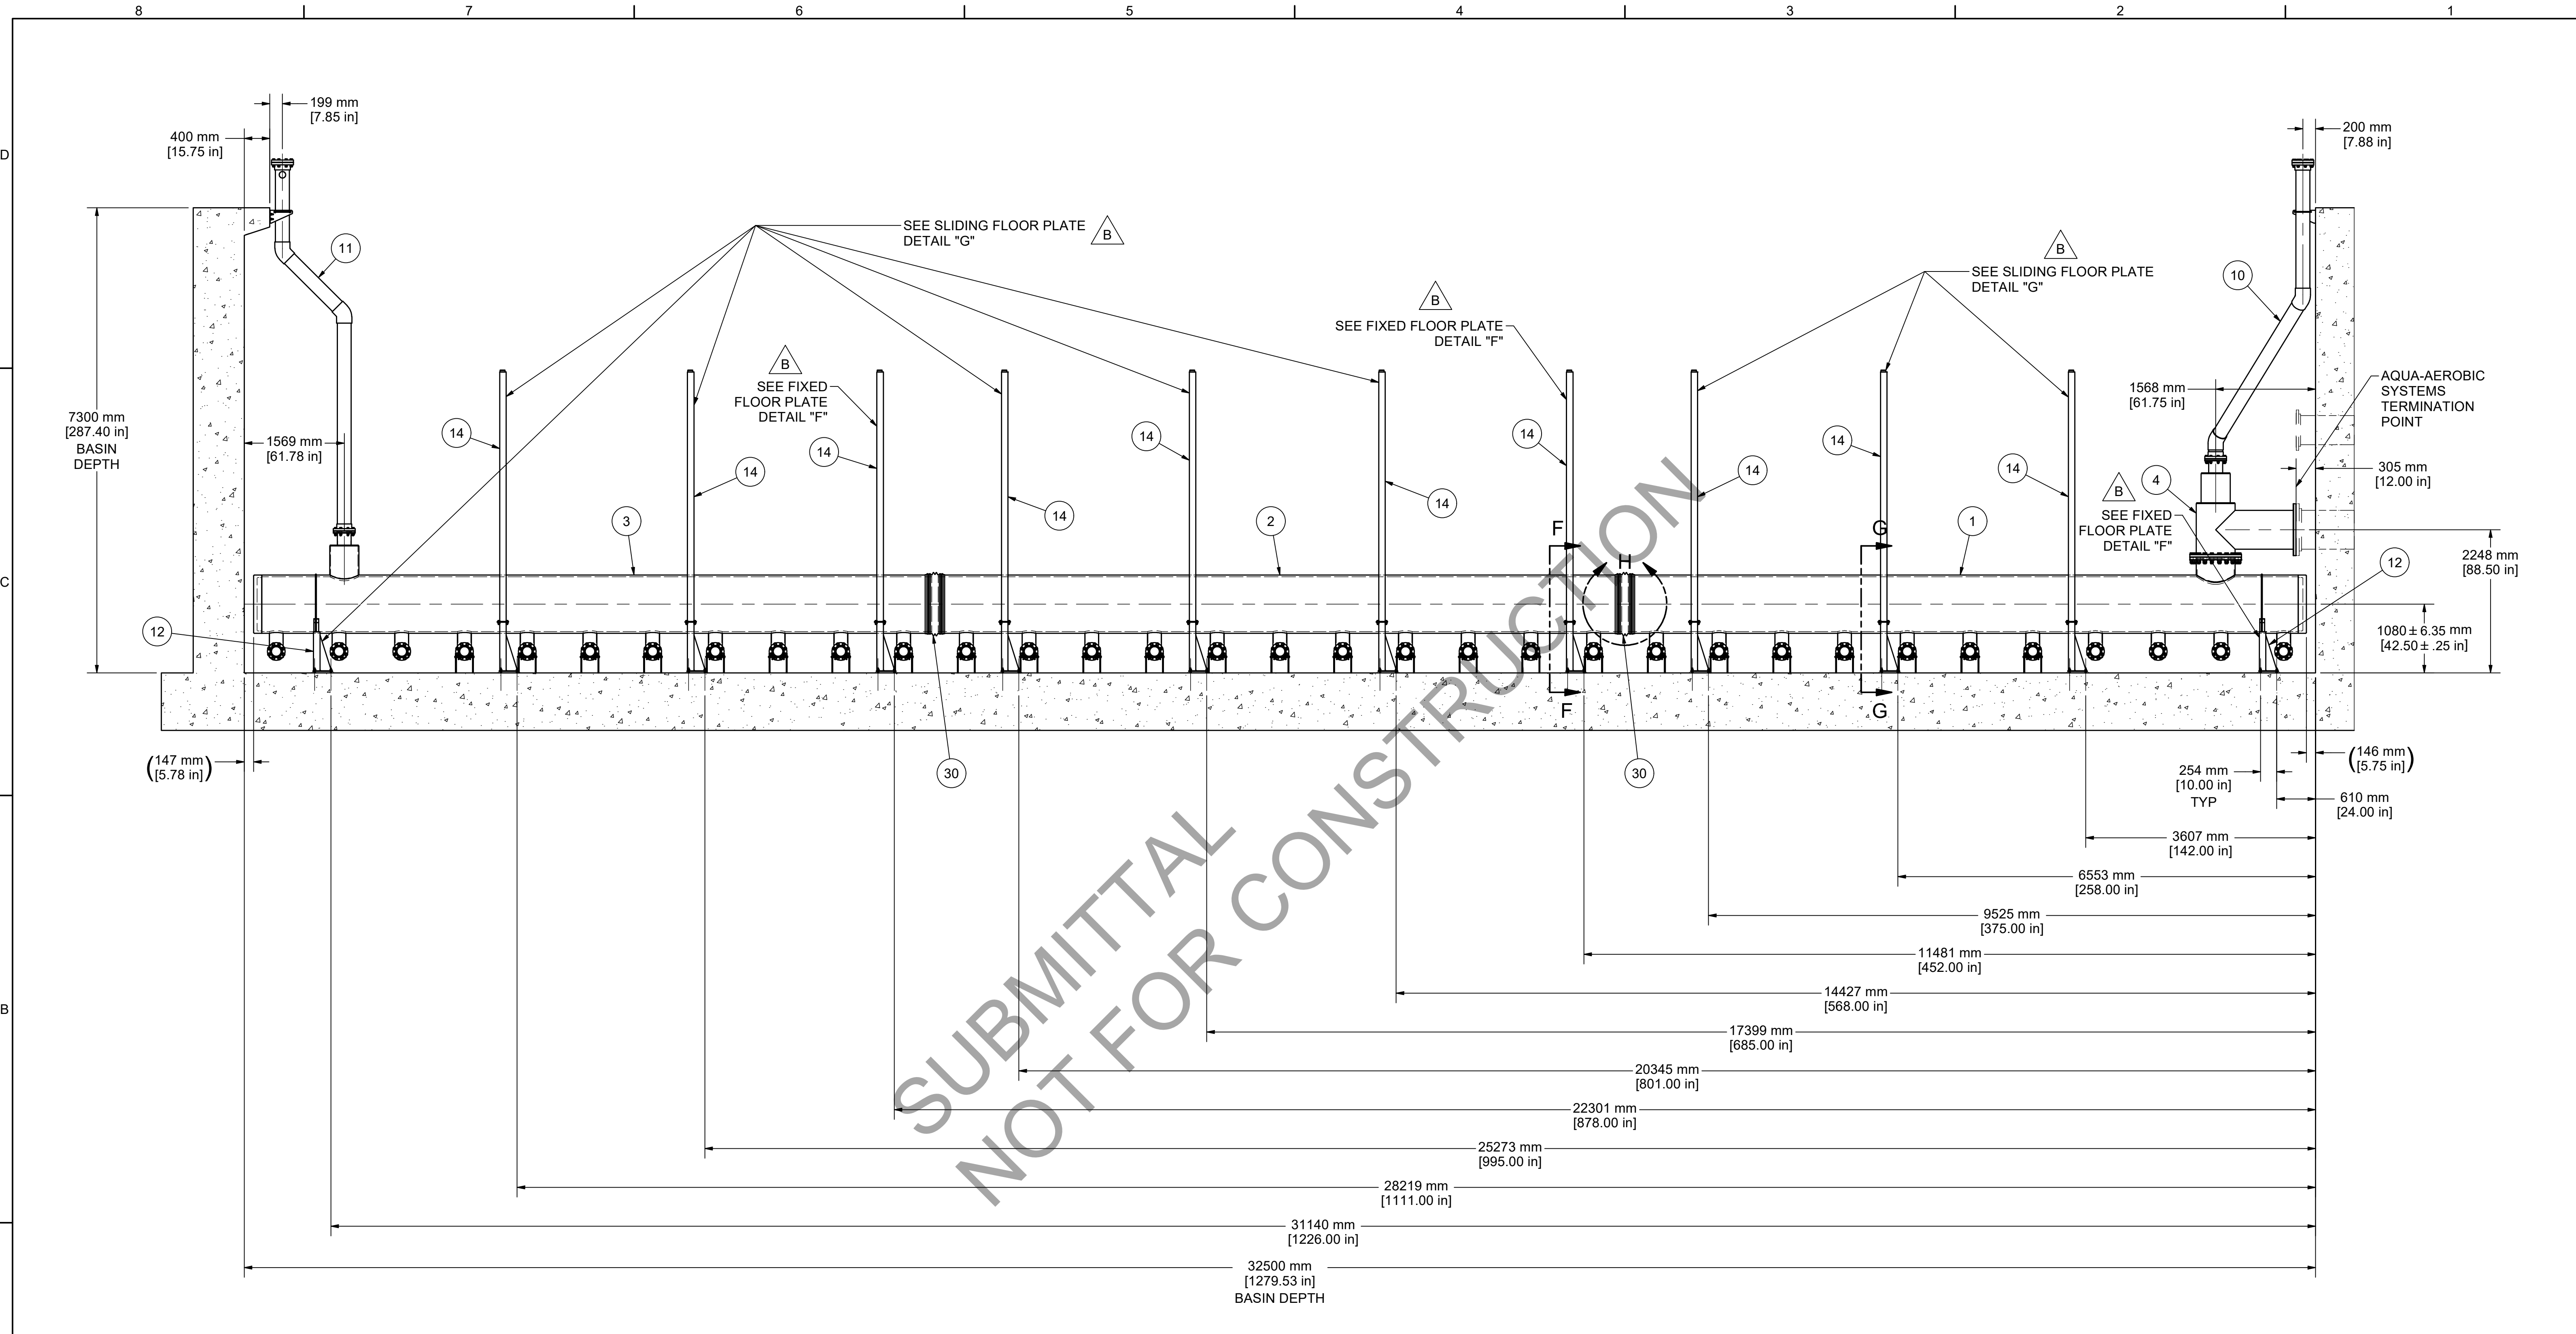 8 7 6 5 4 3 2 1
D
C
B
199 mm
[7.85 in]
400 mm
[15.75 in]
200 mm
[7.88 in]
11
SEE SLIDING FLOOR PLATE
DETAIL "G"
B
B
SEE SLIDING FLOOR PLATE
DETAIL "G"
10
B
SEE FIXED FLOOR PLATE
DETAIL "F"
B
SEE FIXED
FLOOR PLATE
DETAIL "F"
7300 mm
[287.40 in]
BASIN
DEPTH
1569 mm
[61.78 in]
1568 mm
[61.75 in]
AQUA-AEROBIC
SYSTEMS
TERMINATION
POINT
14
14
14
14
14
14
14
14
14
14
305 mm
[12.00 in]
B
4
SEE FIXED
FLOOR PLATE
DETAIL "F"
3
2
1
F
G
H
12
2248 mm
[88.50 in]
12
1080 ± 6.35 mm
[42.50 ± .25 in]
F
G
(147 mm
[5.78 in])
30
30
(146 mm
[5.75 in])
254 mm
[10.00 in]
TYP
610 mm
[24.00 in]
3607 mm
[142.00 in]
6553 mm
[258.00 in]
9525 mm
[375.00 in]
11481 mm
[452.00 in]
14427 mm
[568.00 in]
17399 mm
[685.00 in]
20345 mm
[801.00 in]
22301 mm
[878.00 in]
25273 mm
[995.00 in]
28219 mm
[1111.00 in]
31140 mm
[1226.00 in]
32500 mm
[1279.53 in]
BASIN DEPTH
SUBMITTAL
NOT FOR CONSTRUCTION